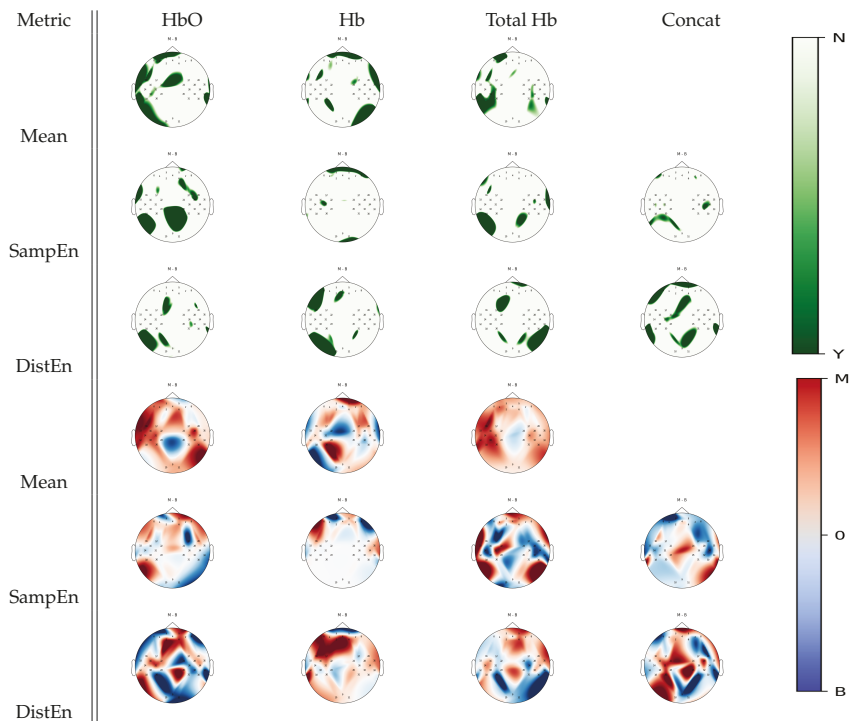 Metric HbO Hb Total Hb Concat
M-B M-B M-B
N
Mean
M-B M-B M-B M-B
SampEn
M-B M-B M-B M-B
Y
DistEn
M
M-B M-B M-B
Mean
M-B M-B M-B M-B
0
SampEn
M-B M-B M-B M-B
B
DistEn